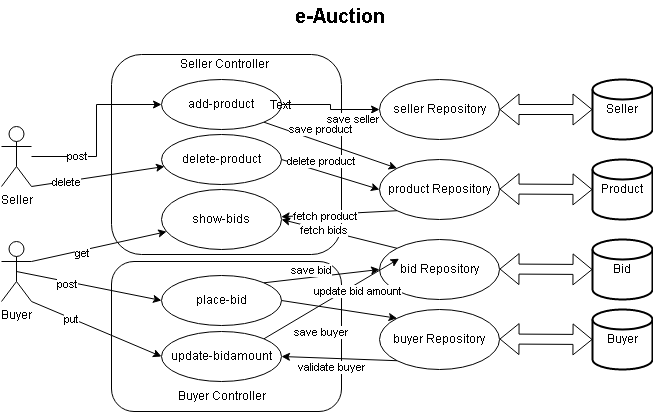 e-Auction
Seller Controller
add-product
Text
seller Repository
Seller
save seller
save product
post
delete-product
delete product
product Repository
Product
delete
Seller
show-bids
fetch product
fetch bids
get
bid Repository
Bid
save bid
post
update bid amount
place-bid
Buyer
put
save buyer
buyer Repository
Buyer
update-bidamount
validate buyer
Buyer Controller